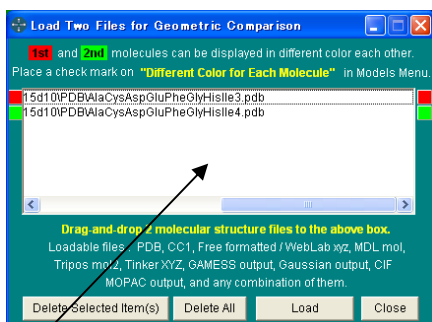 Load Two Files for Geometric Comparison
1st and 2nd molecules can be displayed in different color each other.
Place a check mark on "Different Color for Each Molecule" in Models Menu.
15d10\PDB\AlaCysAspGluPheGlyHisIle3.pdb
15d10\PDB\AlaCysAspGluPheGlyHisIle4.pdb
Drag-and-drop 2 molecular structure files to the above box.
Loadable files : PDB, CC1, Free formatted / WebLab xyz, MDL mol,
Tripos mol2, Tinker XYZ, GAMESS output, Gaussian output, CIF
MOPAC output, and any combination of them.
Delete Selected Item(s) Delete All Load Close